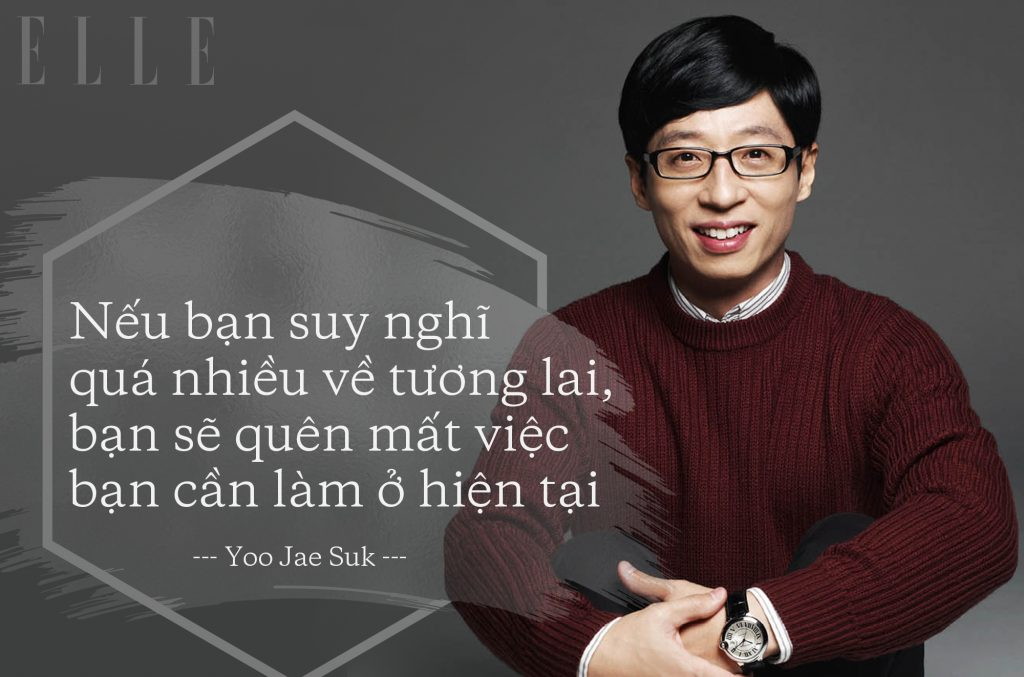 ELLE
Nếu bạn suy nghĩ
quá nhiều về tương lai,
bạn sẽ quên mất việc
bạn cần làm ở hiện tại
--- Yoo Jae Suk ---